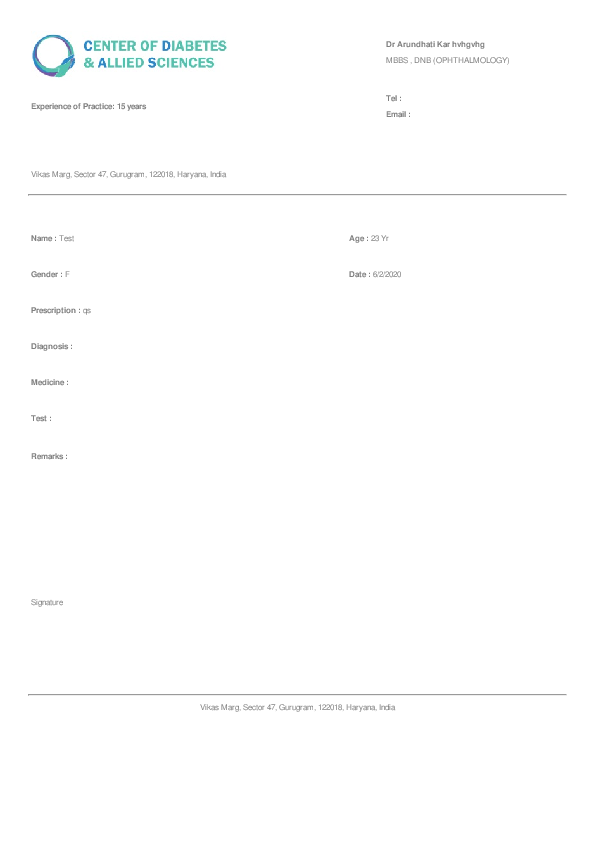 CENTER OF DIABETES
& ALLIED SCIENCES
Dr Arundhati Kar hvhgvhg
MBBS , DNB (OPHTHALMOLOGY)
Experience of Practice: 15 years
Tel :
Email :
Vikas Marg, Sector 47, Gurugram, 122018, Haryana, India
Name : Test
Age : 23 Yr
Gender : F
Date : 6/2/2020
Prescription : qs
Diagnosis :
Medicine :
Test :
Remarks :
Signature
Vikas Marg, Sector 47, Gurugram, 122018, Haryana, India